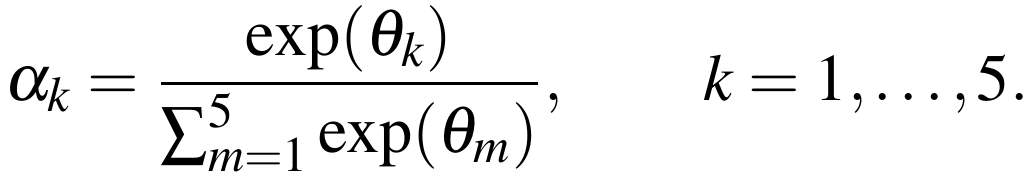 α_k = exp(θ_k) / ∑_{m=1}^{5} exp(θ_m), k = 1,...,5.